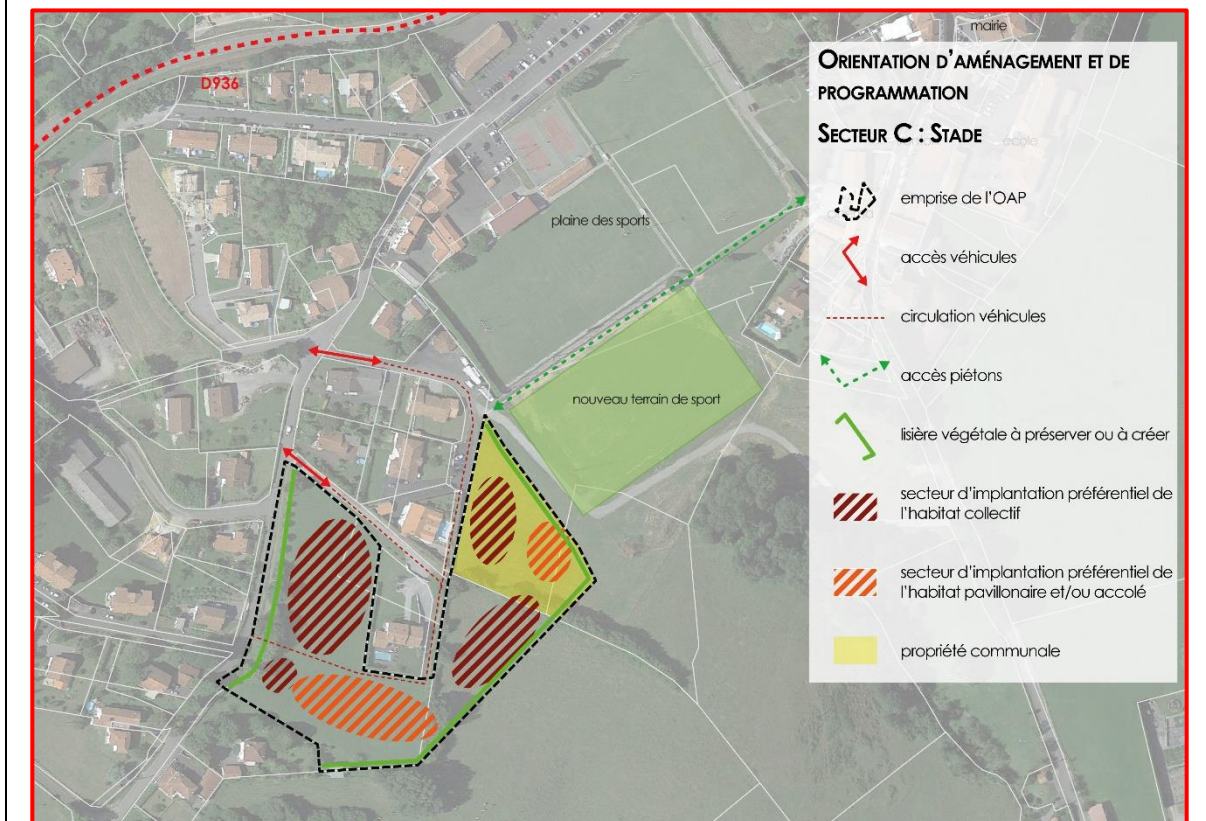 mairie
D936
ORIENTATION D'AMÉNAGEMENT ET DE
PROGRAMMATION
SECTEUR C : STADE
école
emprise de l'OAP
plaine des sports
accès véhicules
circulation véhicules
accès piétons
nouveau terrain de sport
lisière végétale à préserver ou à créer
secteur d'implantation préférentiel de
l'habitat collectif
secteur d'implantation préférentiel de
l'habitat pavillonaire et/ou accolé
propriété communale